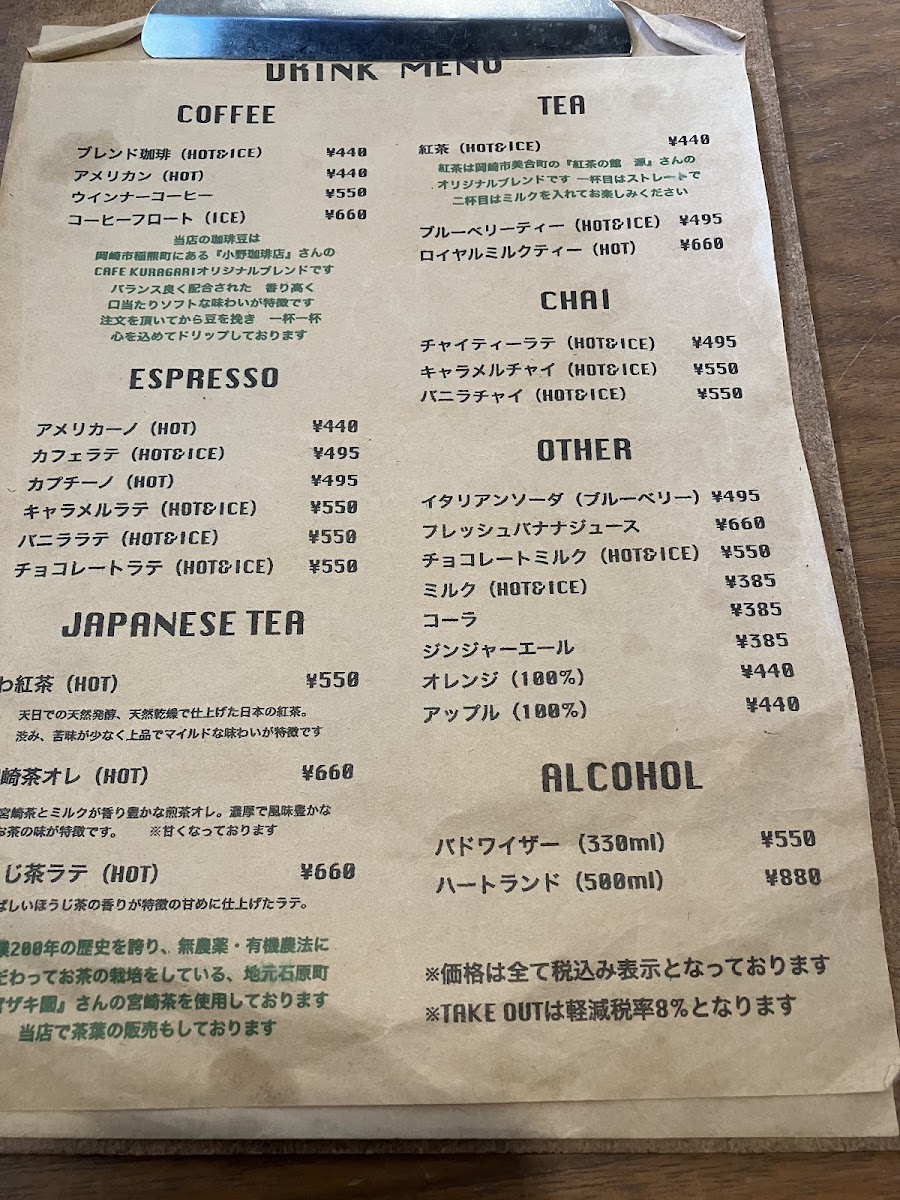 DRINK MENU
COFFEE
ブレンド珈琲 (HOT&ICE) ¥440
アメリカン (HOT) ¥440
ウインナーコーヒー ¥550
コーヒーフロート (ICE) ¥660
当店の珈琲豆は
岡崎市稲熊町にある『小野珈琲店』さんの
CAFE KURAGARIオリジナルブレンドです
バランス良く配合された 香り高く
口当たりソフトな味わいが特徴です
注文を頂いてから豆を挽き 一杯一杯
心を込めてドリップしております
ESPRESSO
アメリカーノ (HOT) ¥440
カフェラテ (HOT&ICE) ¥495
カプチーノ (HOT) ¥495
キャラメルラテ (HOT&ICE) ¥550
バニララテ (HOT&ICE) ¥550
チョコレートラテ (HOT&ICE) ¥550
JAPANESE TEA
わ紅茶 (HOT) ¥550
天日での天然発酵、天然乾燥で仕上げた日本の紅茶。
渋み、苦味が少なく上品でマイルドな味わいが特徴です
崎茶オレ (HOT) ¥660
宮崎茶とミルクが香り豊かな煎茶オレ。濃厚で風味豊かな
お茶の味が特徴です。 ※甘くなっております
じ茶ラテ (HOT) ¥660
ばしいほうじ茶の香りが特徴の甘めに仕上げたラテ。
業200年の歴史を誇り、無農薬・有機農法に
だわってお茶の栽培をしている、地元石原町
宮ザキ園』さんの宮崎茶を使用しております
当店で茶葉の販売もしております
TEA
紅茶 (HOT&ICE) ¥440
紅茶は岡崎市美合町の『紅茶の館 源』さんの
オリジナルブレンドです 一杯目はストレートで
二杯目はミルクを入れてお楽しみください
ブルーベリーティー (HOT&ICE) ¥495
ロイヤルミルクティー (HOT) ¥660
CHAI
チャイティーラテ (HOT&ICE) ¥495
キャラメルチャイ (HOT&ICE) ¥550
バニラチャイ (HOT&ICE) ¥550
OTHER
イタリアンソーダ (ブルーベリー) ¥495
フレッシュバナナジュース ¥660
チョコレートミルク (HOT&ICE) ¥550
ミルク (HOT&ICE) ¥385
コーラ ¥385
ジンジャーエール ¥385
オレンジ (100%) ¥440
アップル (100%) ¥440
ALCOHOL
バドワイザー (330ml) ¥550
ハートランド (500ml) ¥880
※価格は全て税込み表示となっております
※TAKE OUTは軽減税率8%となります